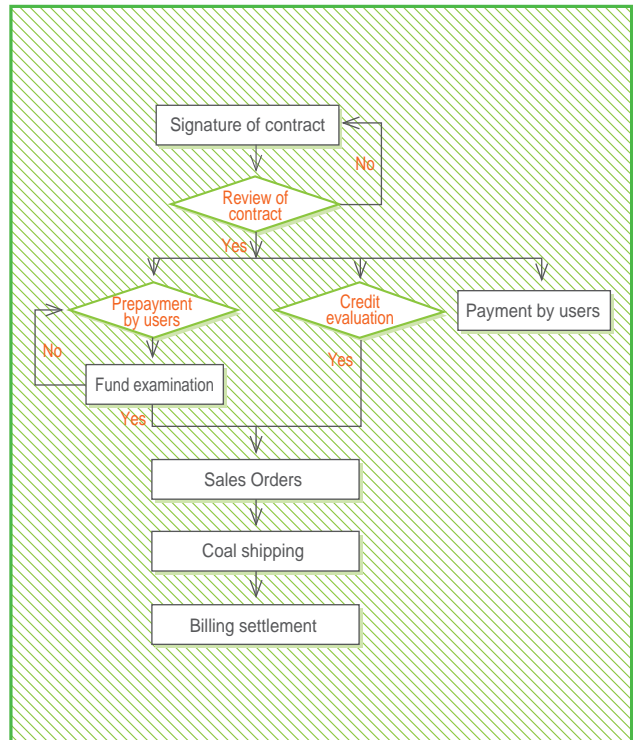 Signature of contract
No
Review of
contract
Yes
Prepayment
by users
Credit
evaluation
Payment by users
No
Yes
Fund examination
Yes
Sales Orders
Coal shipping
Billing settlement